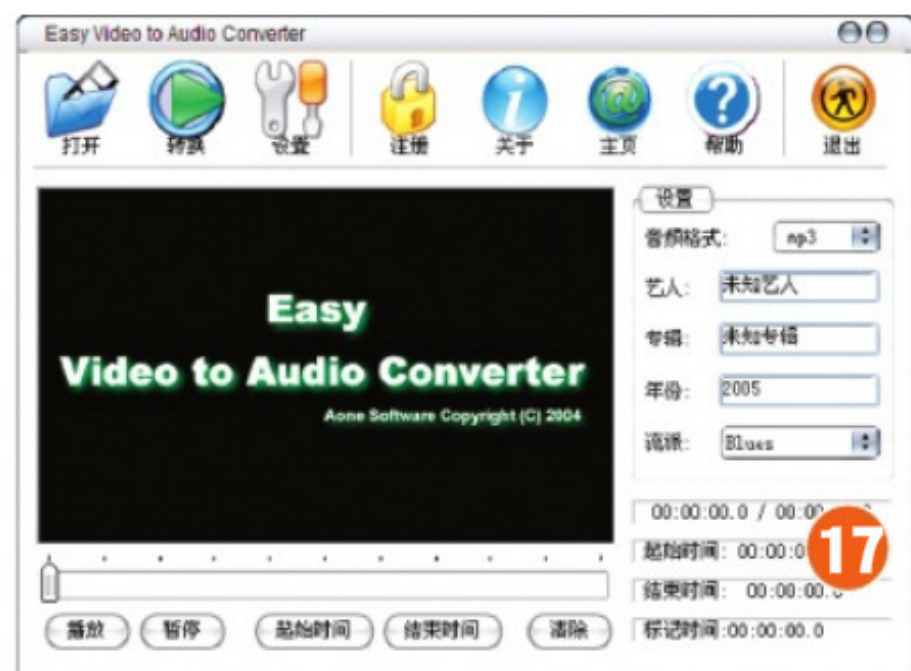 Easy Video to Audio Converter
打开 转换 设置 注册 关于 主页 帮助 退出
Easy
Video to Audio Converter
Aone Software Copyright (C) 2004
设置
音频格式: mp3
艺人: 未知艺人
专辑: 未知专辑
年份: 2005
流派: Blues
00:00:00.0 / 00:00
起始时间: 00:00:0
17
结束时间: 00:00:00.
标记时间:00:00:00.0
播放 暂停 起始时间 结束时间 清除